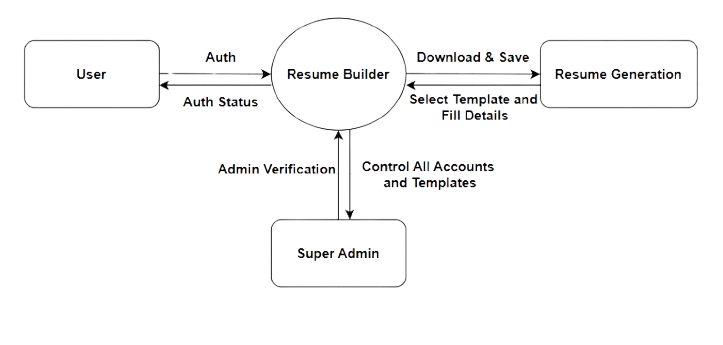 User
Auth
Auth Status
Resume Builder
Download & Save
Select Template and
Fill Details
Resume Generation
Admin Verification
Control All Accounts
and Templates
Super Admin